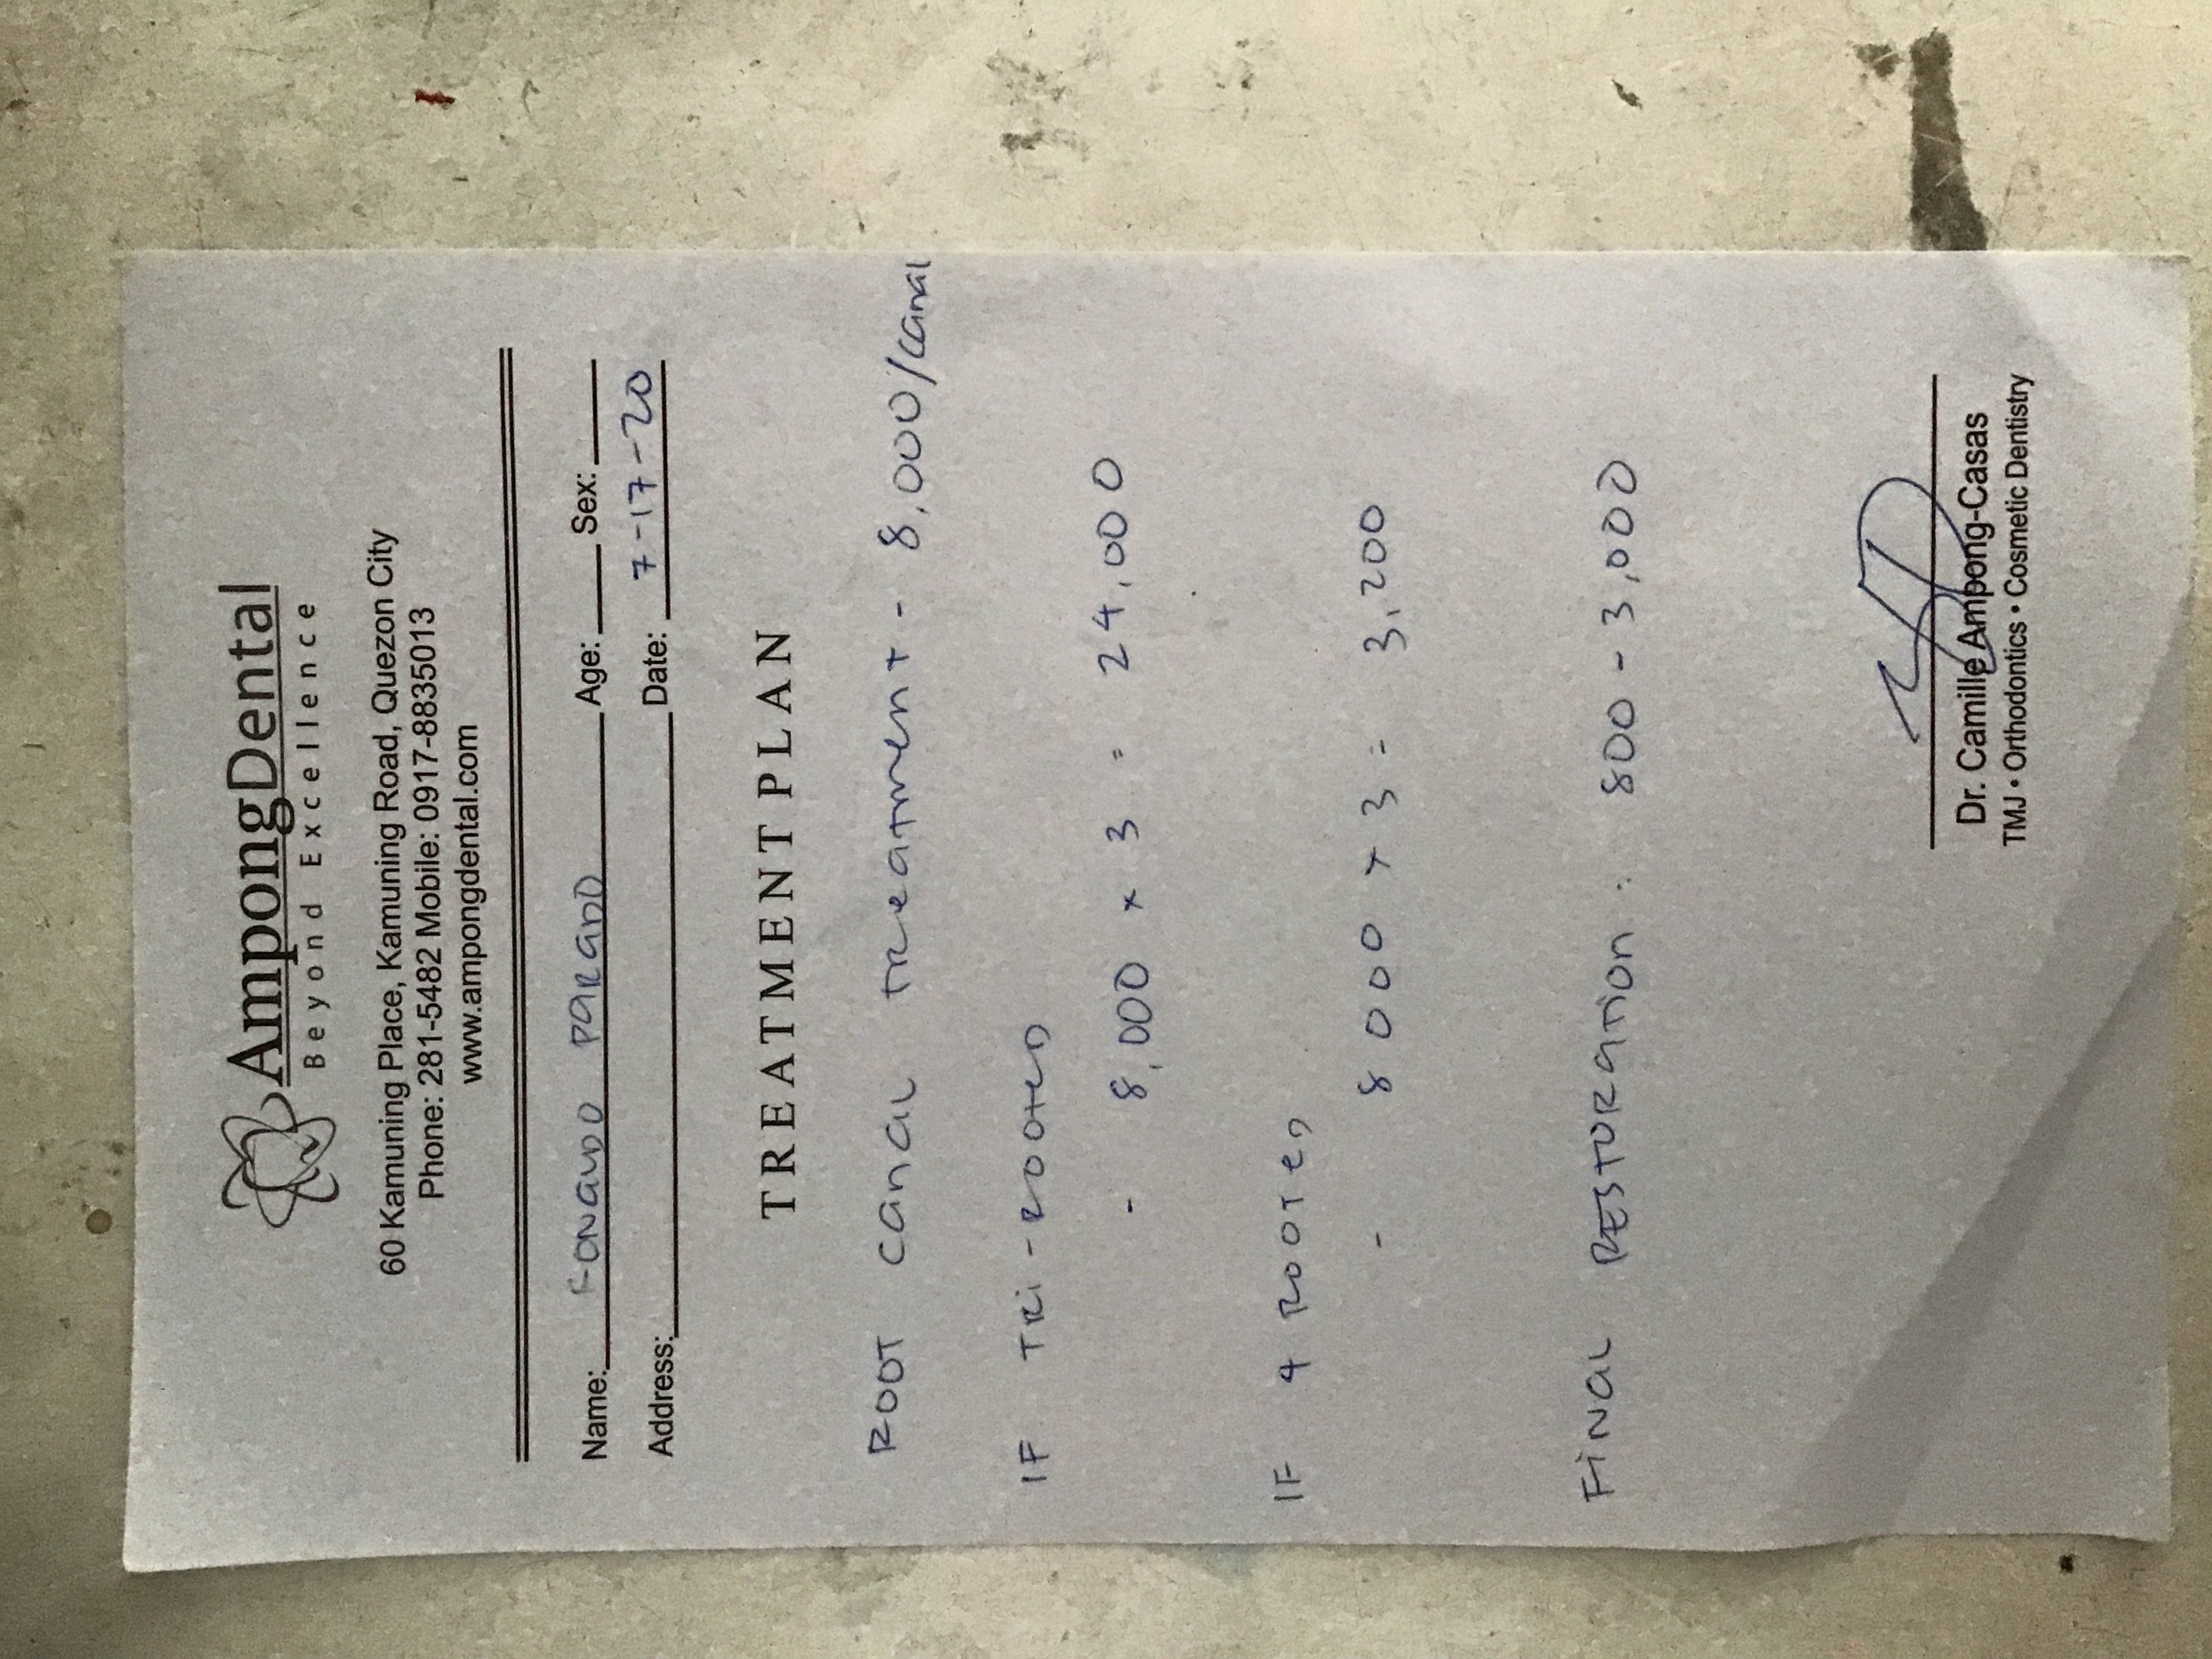 AmpongDental
Beyond Excellence
60 Kamuning Place, Kamuning Road, Quezon City
Phone: 281-5482 Mobile: 0917-8835013
www.ampongdental.com
Name: Age: Sex:
Address: Date: 7-17-20
TREATMENT PLAN
ROOT CANAL TREATMENT - 8,000/canal
IF TRI-ROOTED
- 8,000 x 3 = 24,000
IF 4 ROOTED
- 8000 x 3 = 3,200
FINAL RESTORATION : 800 - 3,000
Dr. Camille Ampong-Casas
TMJ • Orthodontics • Cosmetic Dentistry